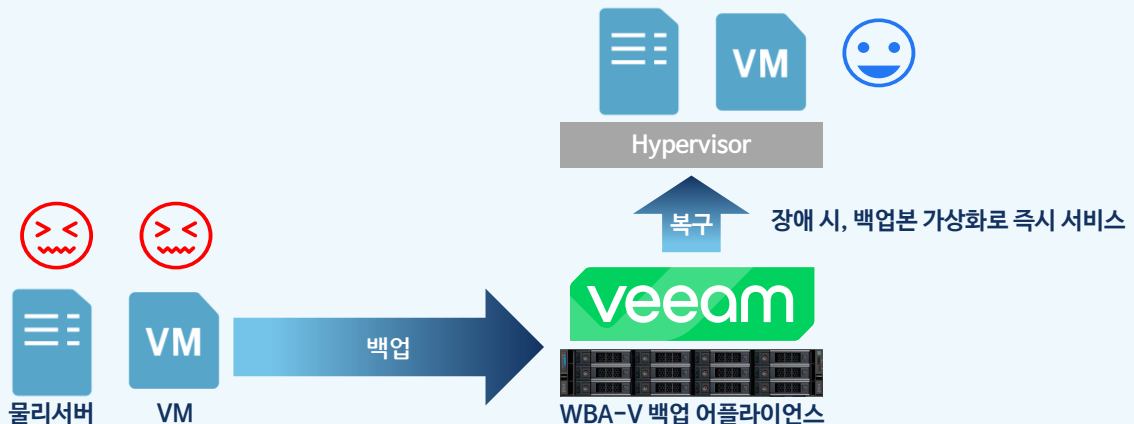 VM
Hypervisor
복구
장애 시, 백업본 가상화로 즉시 서비스
veeam
VM
백업
물리서버
VM
WBA-V 백업 어플라이언스